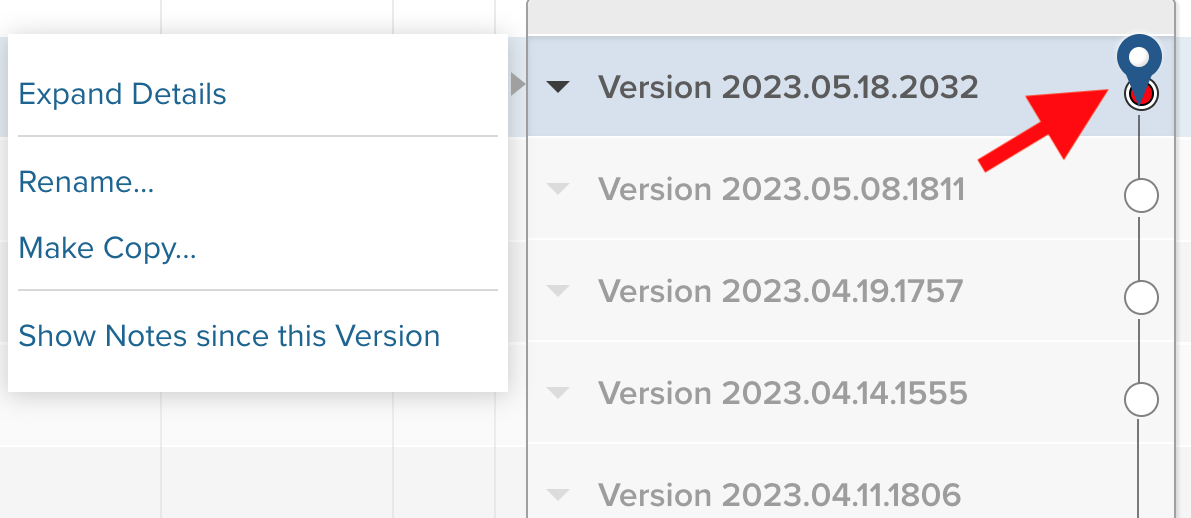 Expand Details
Rename...
Make Copy...
Show Notes since this Version
Version 2023.05.18.2032
Version 2023.05.08.1811
Version 2023.04.19.1757
Version 2023.04.14.1555
Version 2023.04.11.1806